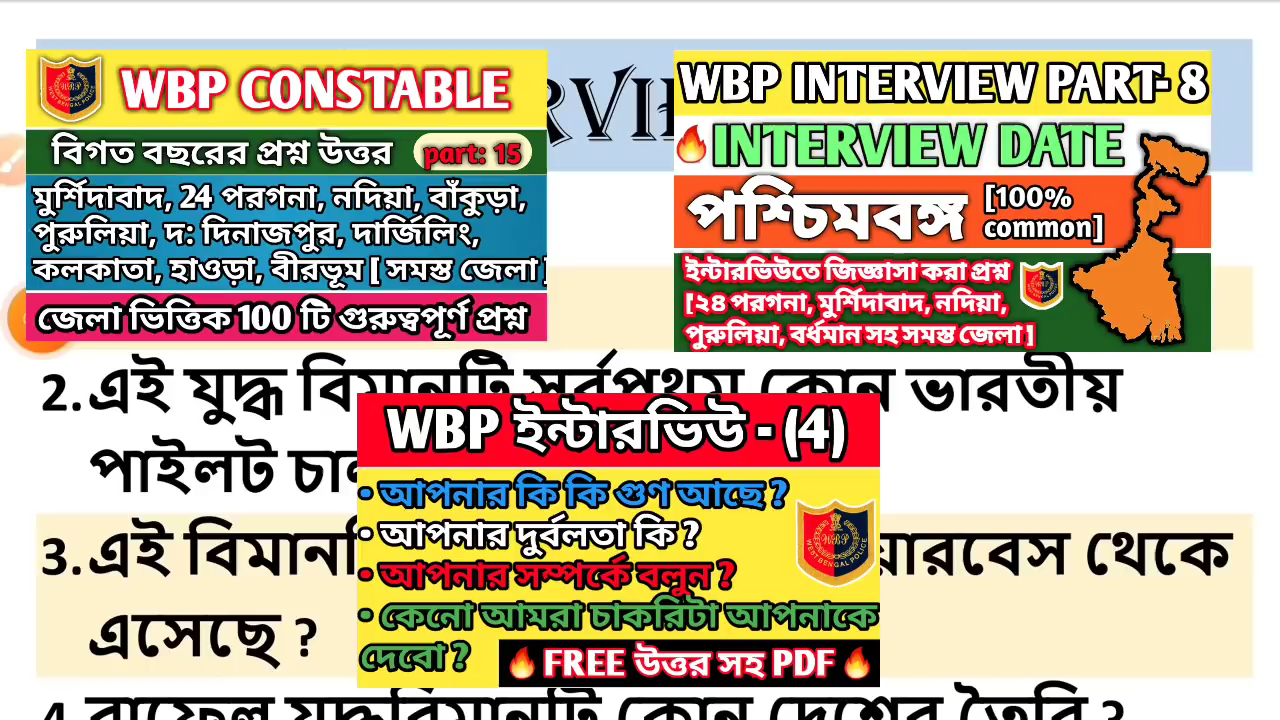 WBP CONSTABLE
বিগত বছরের প্রশ্ন উত্তর part: 15
মুর্শিদাবাদ, 24 পরগনা, নদিয়া, বাঁকুড়া,
পুরুলিয়া, দ: দিনাজপুর, দার্জিলিং,
কলকাতা, হাওড়া, বীরভূম [ সমস্ত জেলা ]
জেলা ভিত্তিক 100 টি গুরুত্বপূর্ণ প্রশ্ন
WBP INTERVIEW PART- 8
INTERVIEW DATE
পশ্চিমবঙ্গ [100% common]
ইন্টারভিউতে জিজ্ঞাসা করা প্রশ্ন
[২৪ পরগনা, মুর্শিদাবাদ, নদিয়া,
পুরুলিয়া, বর্ধমান সহ সমস্ত জেলা ]
2. এই যুদ্ধ বিমানটি সর্বপ্রথম কোন ভারতীয়
পাইলট
WBP ইন্টারভিউ - (4)
• আপনার কি কি গুণ আছে ?
• আপনার দুর্বলতা কি ?
• আপনার সম্পর্কে বলুন ?
• কেনো আমরা চাকরিটা আপনাকে
দেবো ?
FREE উত্তর সহ PDF
3. এই থেকে
এসেছে ?
4. রাফেল যুদ্ধবিমানটি কোন দেশের তৈরি ?